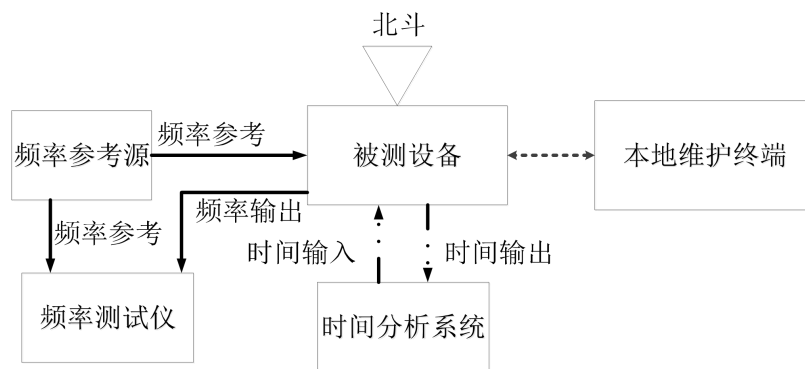 北斗
频率参考源
频率参考
被测设备
本地维护终端
频率输出
频率参考
时间输入
时间输出
频率测试仪
时间分析系统